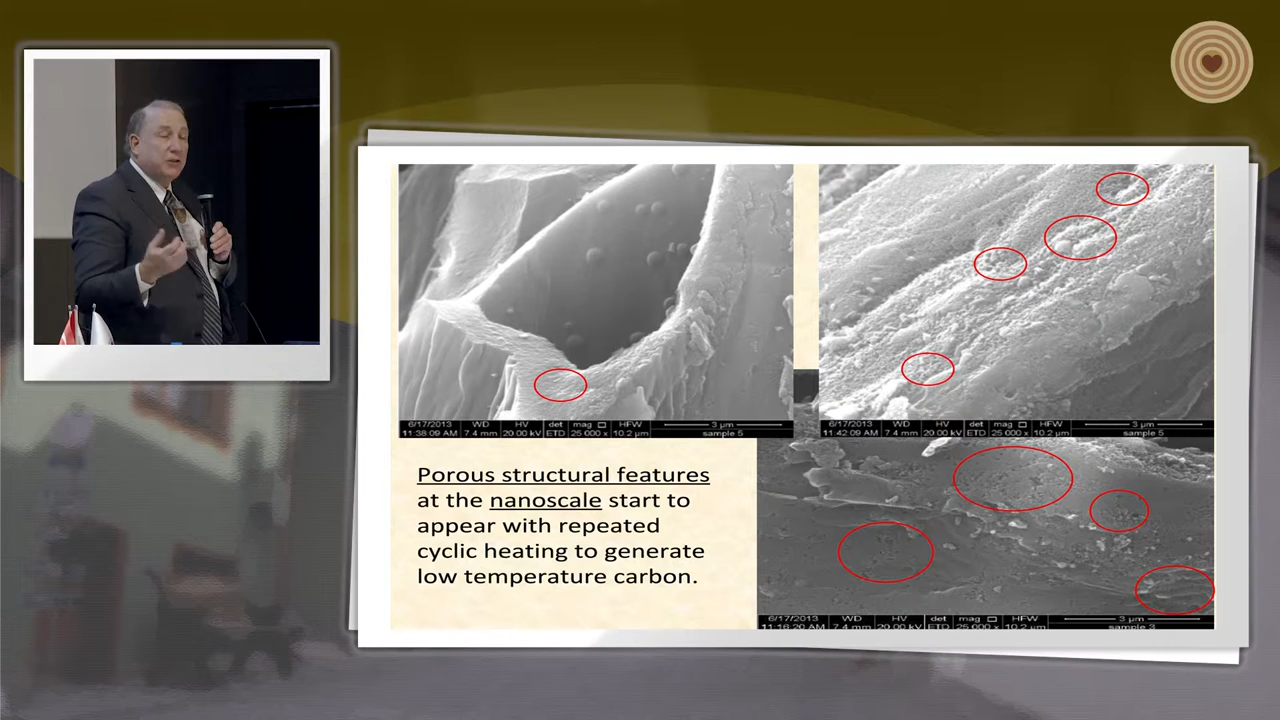 6/17/2013 WD HV det mag HFW 3 µm
11:38:09 AM 7.4 mm 20.00 kV ETD 25 000 x 10.2 µm sample 5
6/17/2013 WD HV det mag HFW 3 µm
11:42:09 AM 7.4 mm 20.00 kV ETD 25 000 x 10.2 µm sample 5
Porous structural features
at the nanoscale start to
appear with repeated
cyclic heating to generate
low temperature carbon.
6/17/2013 WD HV det mag HFW 3 µm
11:16:20 AM 7.4 mm 20.00 kV ETD 25 000 x 10.2 µm sample 3